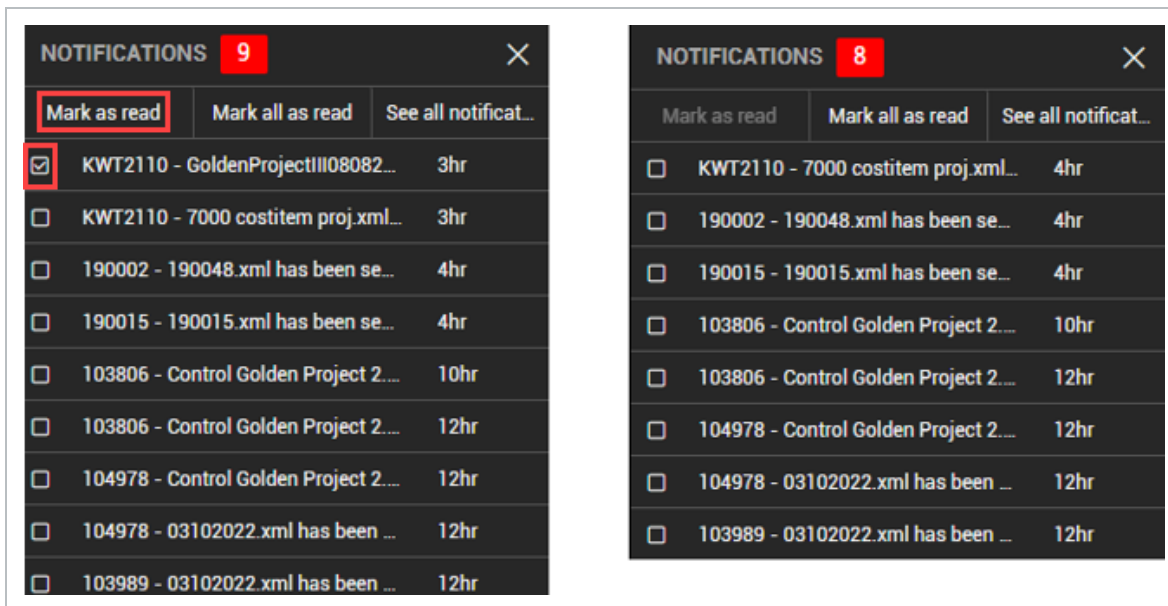 NOTIFICATIONS 9
Mark as read Mark all as read See all notificat...
KWT2110 - GoldenProjectIII08082... 3hr
KWT2110 - 7000 costitem proj.xml... 3hr
190002 - 190048.xml has been se... 4hr
190015 - 190015.xml has been se... 4hr
103806 - Control Golden Project 2.... 10hr
103806 - Control Golden Project 2.... 12hr
104978 - Control Golden Project 2.... 12hr
104978 - 03102022.xml has been ... 12hr
103989 - 03102022.xml has been ... 12hr
NOTIFICATIONS 8
Mark as read Mark all as read See all notificat...
KWT2110 - 7000 costitem proj.xml... 4hr
190002 - 190048.xml has been se... 4hr
190015 - 190015.xml has been se... 4hr
103806 - Control Golden Project 2.... 10hr
103806 - Control Golden Project 2.... 12hr
104978 - Control Golden Project 2.... 12hr
104978 - 03102022.xml has been ... 12hr
103989 - 03102022.xml has been ... 12hr